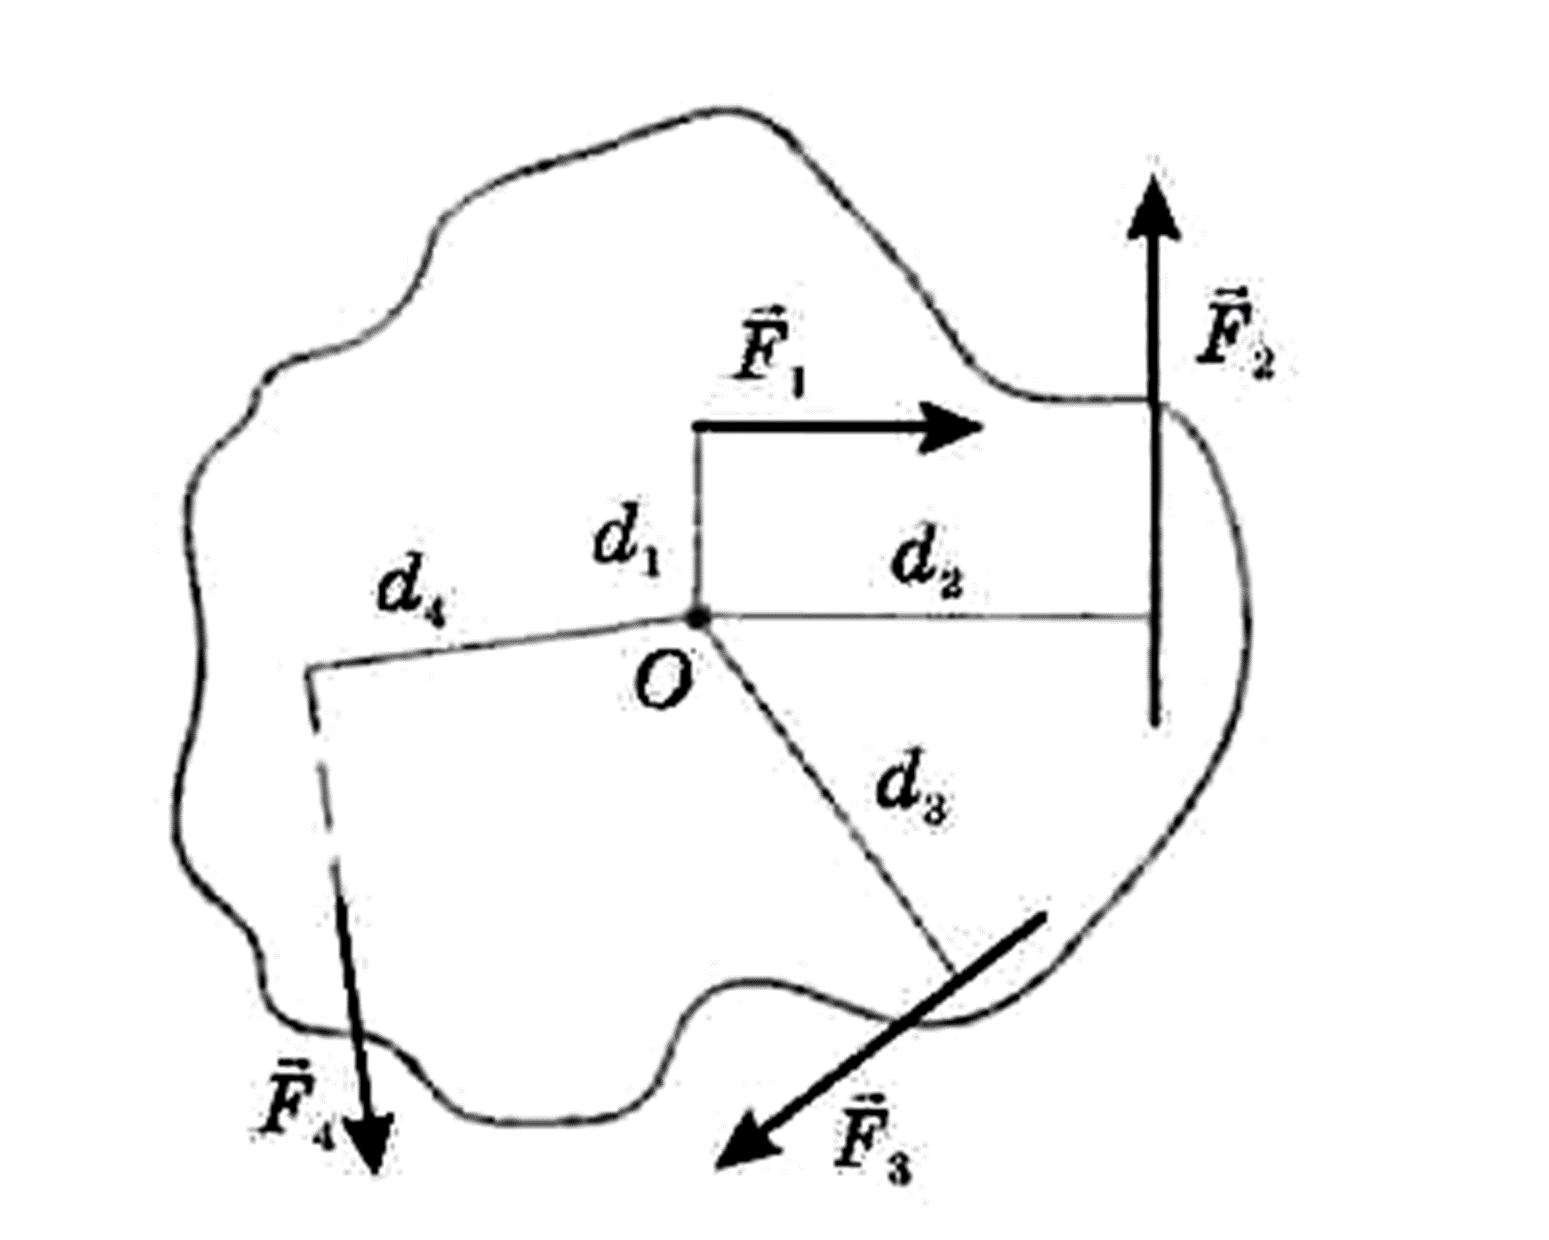 F⃗₂
F⃗₁
d₁
d₂
d₄
O
d₃
F⃗₄
F⃗₃